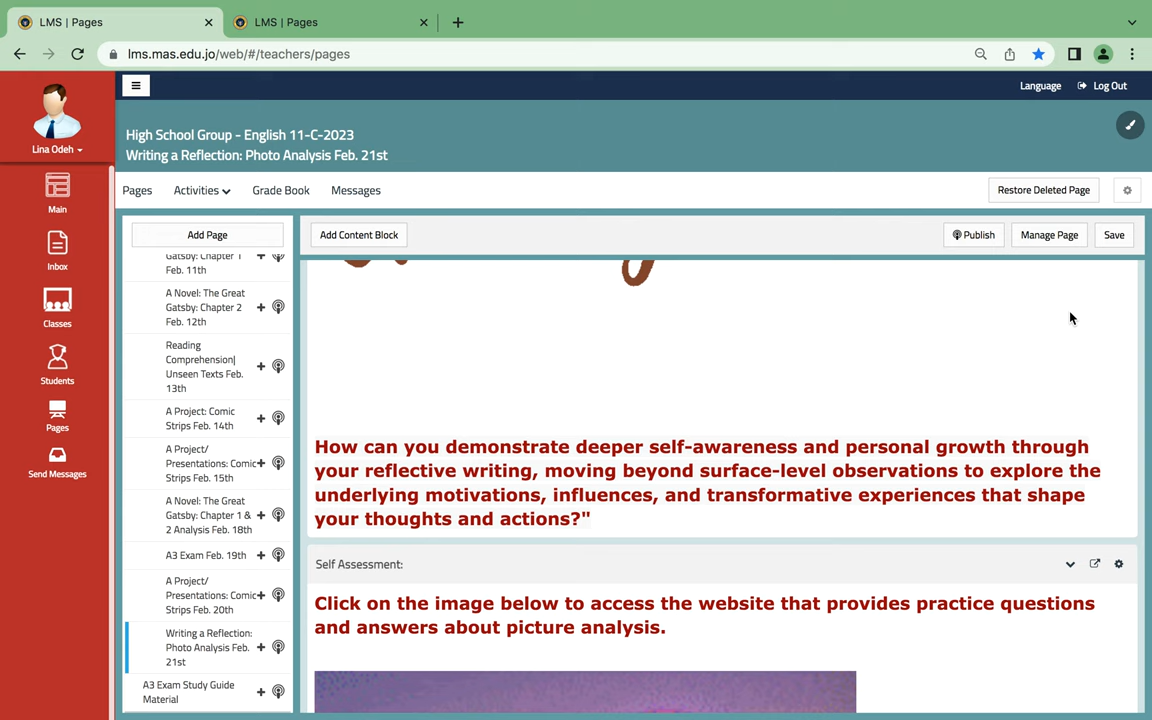 LMS | Pages
LMS | Pages
lms.mas.edu.jo/web/#/teachers/pages
Language
Log Out
Lina Odeh
High School Group - English 11-C-2023
Writing a Reflection: Photo Analysis Feb. 21st
Pages
Activities
Grade Book
Messages
Restore Deleted Page
Main
Inbox
Classes
Students
Pages
Send Messages
Add Page
Gatsby: Chapter 1
Feb. 11th
A Novel: The Great
Gatsby: Chapter 2
Feb. 12th
Reading
Comprehension|
Unseen Texts Feb.
13th
A Project: Comic
Strips Feb. 14th
A Project/
Presentations: Comic
Strips Feb. 15th
A Novel: The Great
Gatsby: Chapter 1 &
2 Analysis Feb. 18th
A3 Exam Feb. 19th
A Project/
Presentations: Comic
Strips Feb. 20th
Writing a Reflection:
Photo Analysis Feb.
21st
A3 Exam Study Guide
Material
Add Content Block
Publish
Manage Page
Save
How can you demonstrate deeper self-awareness and personal growth through
your reflective writing, moving beyond surface-level observations to explore the
underlying motivations, influences, and transformative experiences that shape
your thoughts and actions?"
Self Assessment:
Click on the image below to access the website that provides practice questions
and answers about picture analysis.